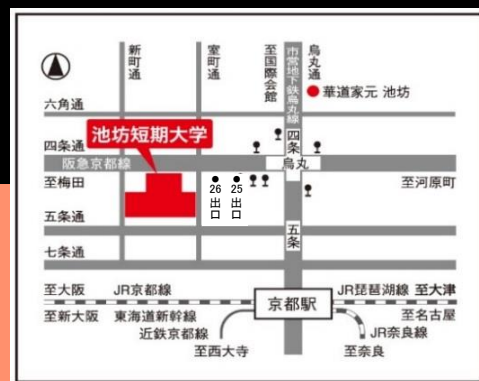 新町通
室町通
至国際会館
市営地下鉄烏丸線
烏丸通
華道家元 池坊
六角通
池坊短期大学
四条
四条通
阪急京都線
烏丸
至梅田
26出口
25出口
至河原町
五条通
五条
七条通
至大阪
JR京都線
京都駅
JR琵琶湖線
至大津
至新大阪
東海道新幹線
至名古屋
近鉄京都線
JR奈良線
至西大寺
至奈良